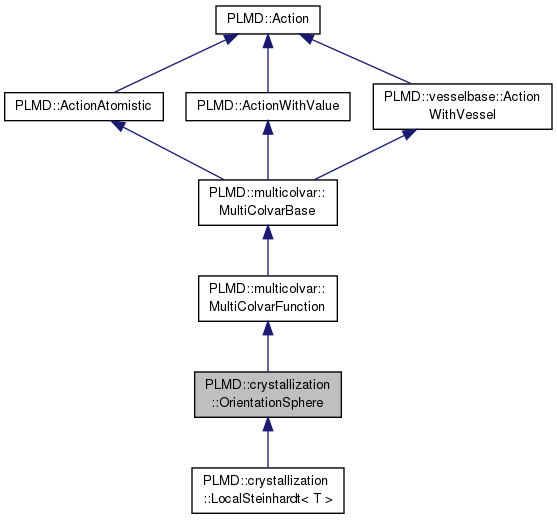 PLMD::Action
PLMD::ActionAtomistic
PLMD::ActionWithValue
PLMD::vesselbase::Action
WithVessel
PLMD::multicolvar::
MultiColvarBase
PLMD::multicolvar::
MultiColvarFunction
PLMD::crystallization
::OrientationSphere
PLMD::crystallization
::LocalSteinhardt< T >